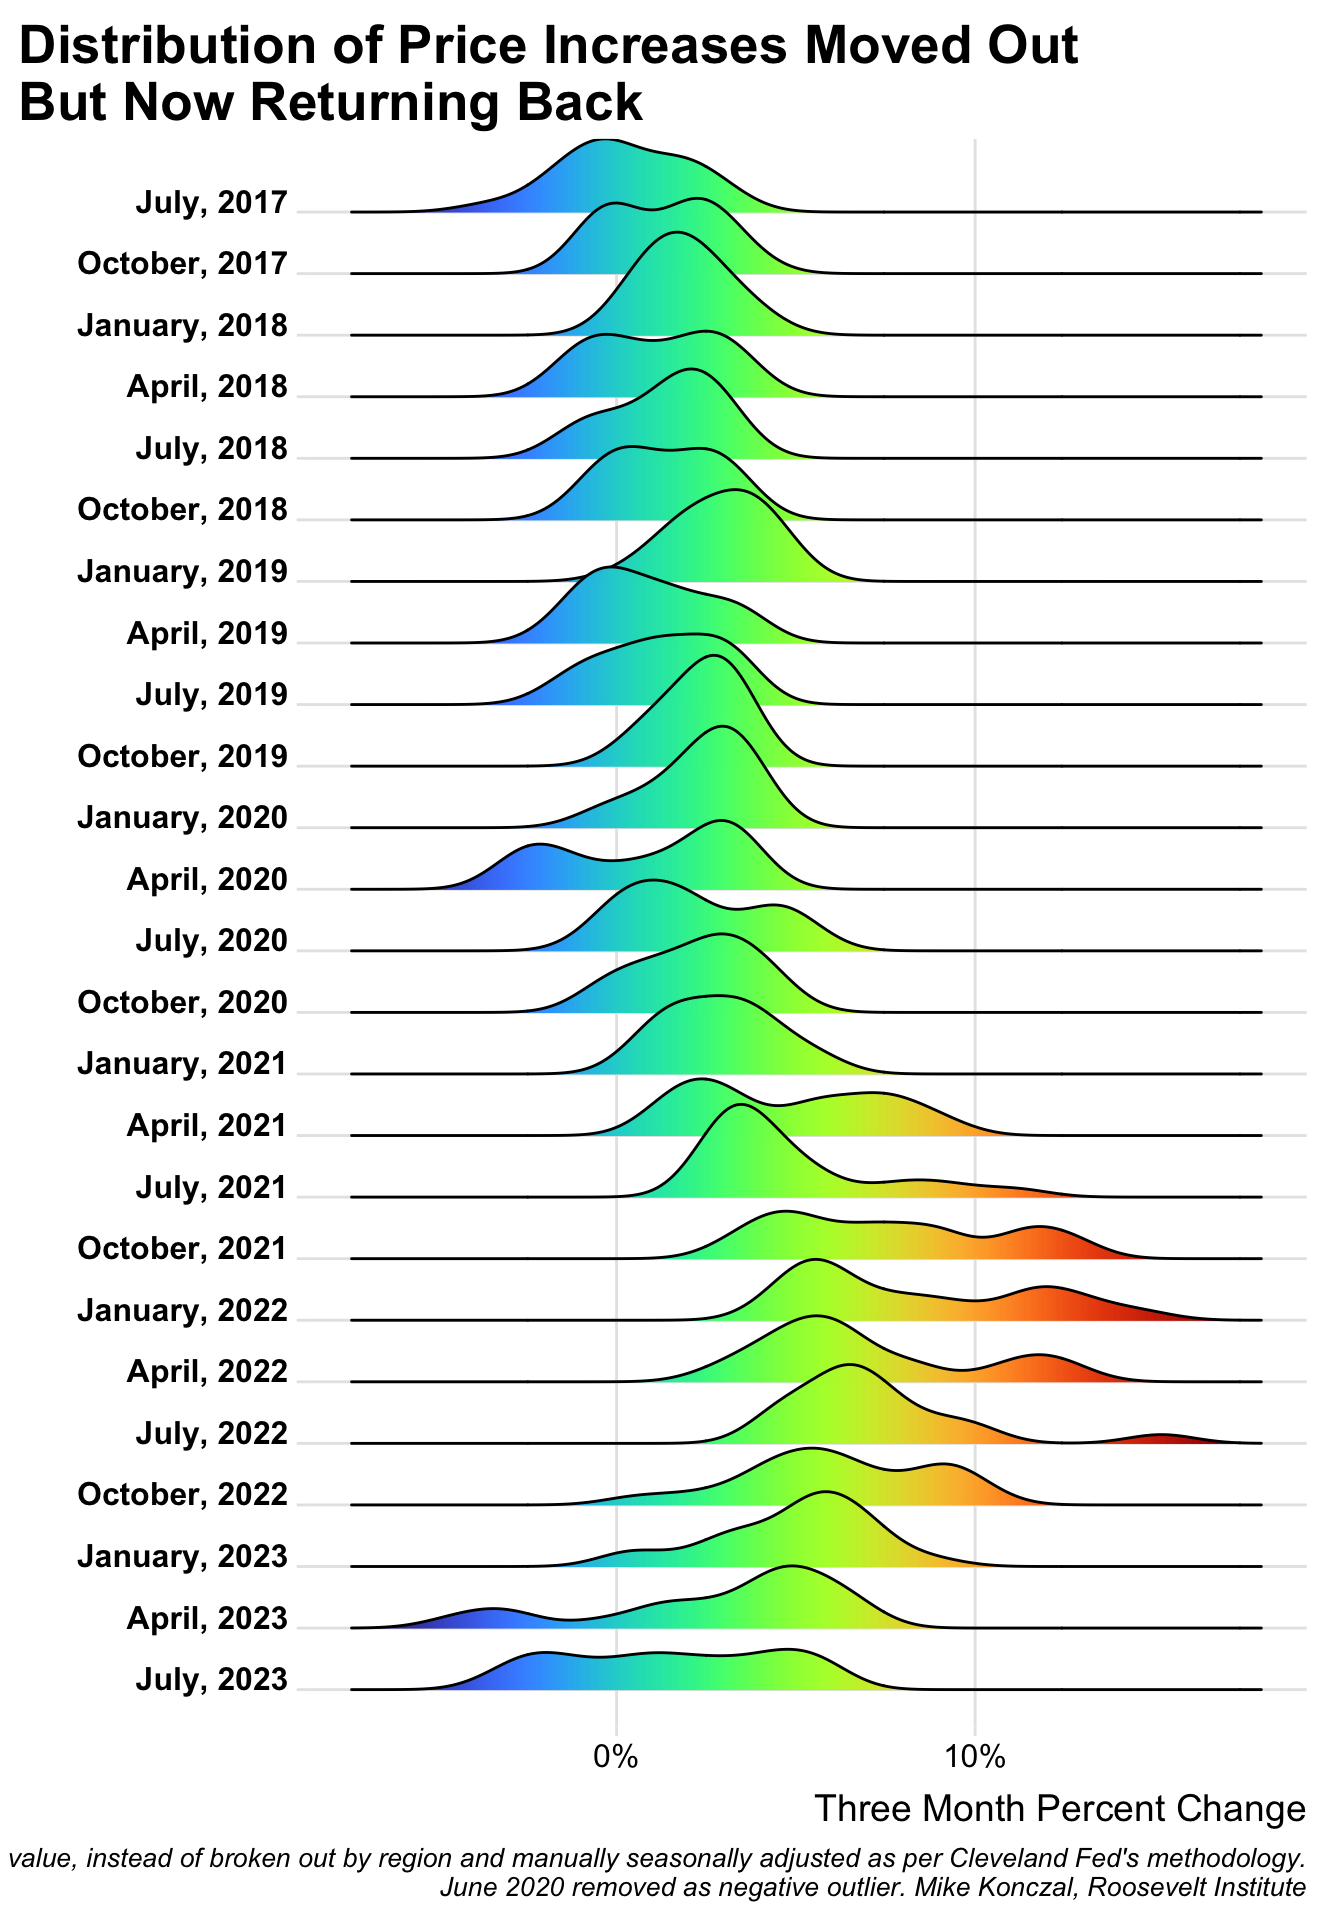 Distribution of Price Increases Moved Out
But Now Returning Back
July, 2017
October, 2017
January, 2018
April, 2018
July, 2018
October, 2018
January, 2019
April, 2019
July, 2019
October, 2019
January, 2020
April, 2020
July, 2020
October, 2020
January, 2021
April, 2021
July, 2021
October, 2021
January, 2022
April, 2022
July, 2022
October, 2022
January, 2023
April, 2023
July, 2023
0% 10%
Three Month Percent Change
value, instead of broken out by region and manually seasonally adjusted as per Cleveland Fed's methodology.
June 2020 removed as negative outlier. Mike Konczal, Roosevelt Institute